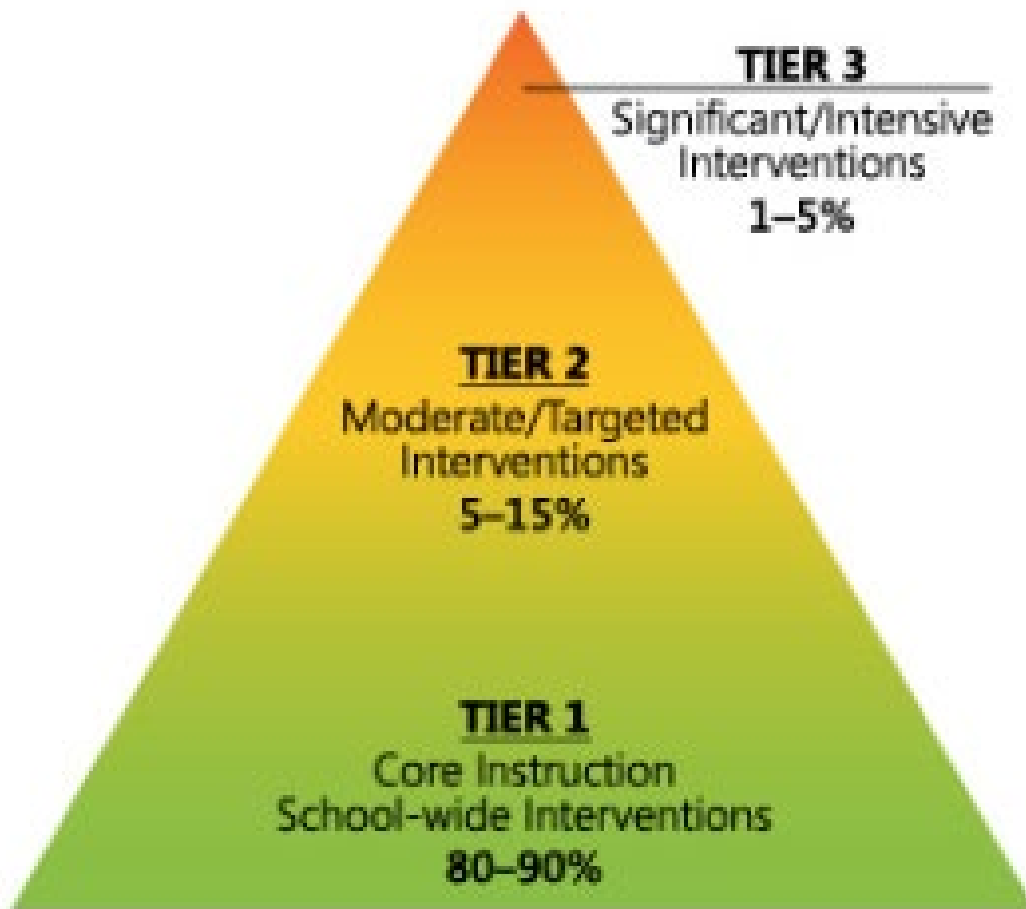 TIER 3
Significant/Intensive
Interventions
1–5%
TIER 2
Moderate/Targeted
Interventions
5–15%
TIER 1
Core Instruction
School-wide Interventions
80–90%